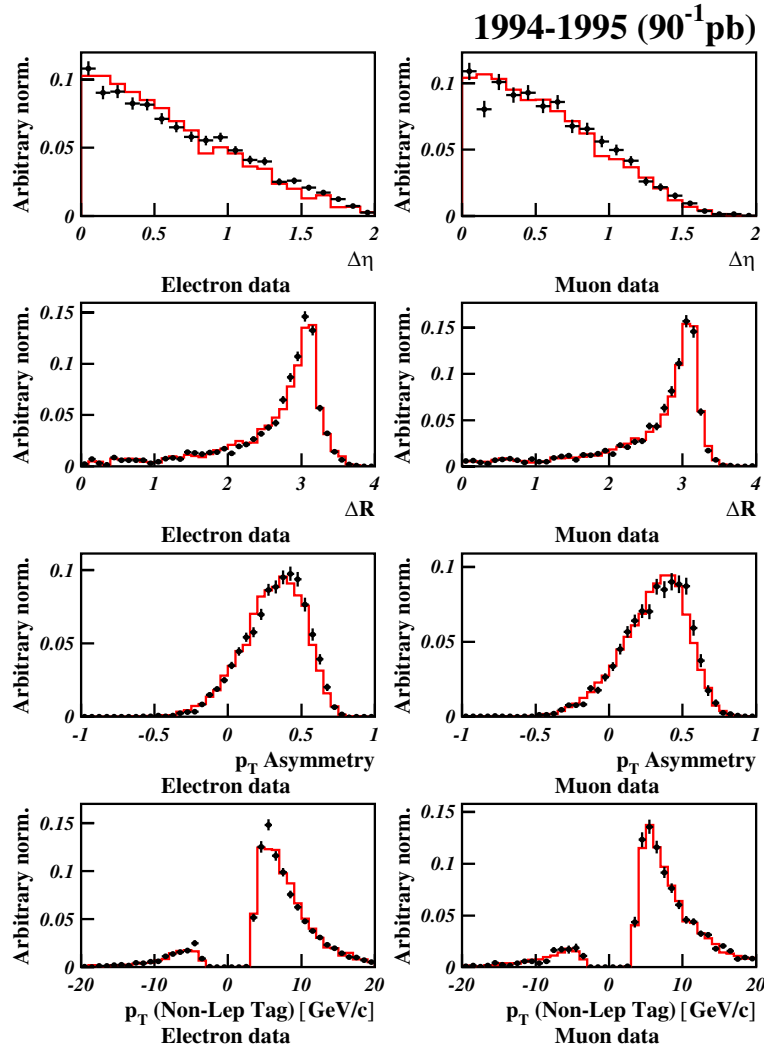 1994-1995 (90⁻¹pb)
Arbitrary norm.
0.1
0.05
0
0 0.5 1 1.5 2
Δη
Electron data
Arbitrary norm.
0.1
0.05
0
0 0.5 1 1.5 2
Δη
Muon data
Arbitrary norm.
0.15
0.1
0.05
0
0 1 2 3 4
ΔR
Electron data
Arbitrary norm.
0.15
0.1
0.05
0
0 1 2 3 4
ΔR
Muon data
Arbitrary norm.
0.1
0.05
0
-1 -0.5 0 0.5 1
p_T Asymmetry
Electron data
Arbitrary norm.
0.1
0.05
0
-1 -0.5 0 0.5 1
p_T Asymmetry
Muon data
Arbitrary norm.
0.15
0.1
0.05
0
-20 -10 0 10 20
p_T (Non-Lep Tag) [GeV/c]
Electron data
Arbitrary norm.
0.15
0.1
0.05
0
-20 -10 0 10 20
p_T (Non-Lep Tag) [GeV/c]
Muon data